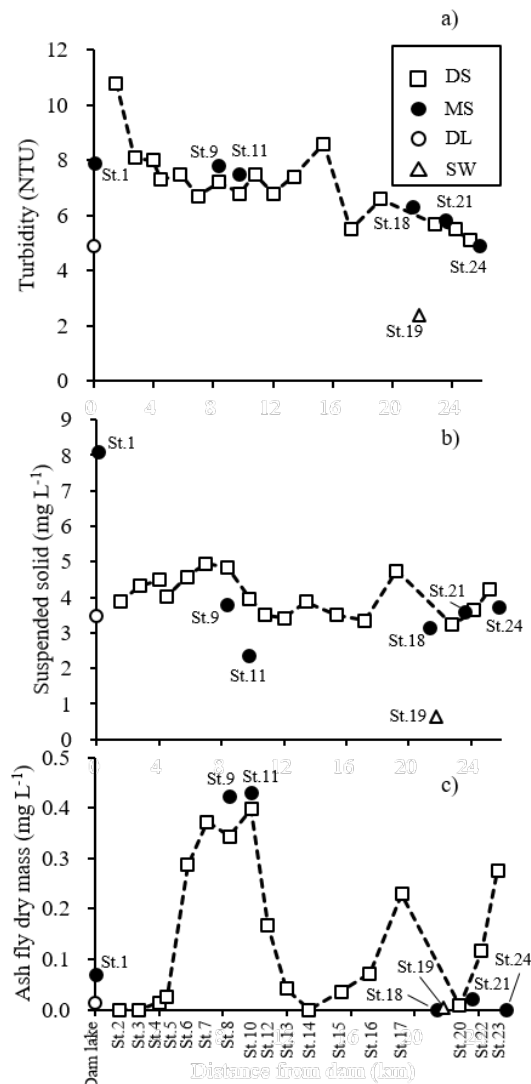 a)
12
10
8
6
4
2
0
Turbidity (NTU)
DS
MS
DL
SW
St.1
St.9
St.11
St.18
St.21
St.24
St.19
0 4 8 12 16 20 24
b)
9
8
7
6
5
4
3
2
1
0
Suspended solid (mg L-1)
St.1
St.9
St.11
St.18
St.21
St.24
St.19
0 4 8 12 16 20 24
c)
0.5
0.4
0.3
0.2
0.1
0.0
Ash fly dry mass (mg L-1)
St.1
St.9
St.11
St.18
St.19
St.21
St.24
Dam lake
St.2
St.3
St.4
St.5
St.6
St.7
St.8
St.10
St.12
St.13
St.14
St.15
St.16
St.17
St.20
St.22
St.23
Distance from dam (km)